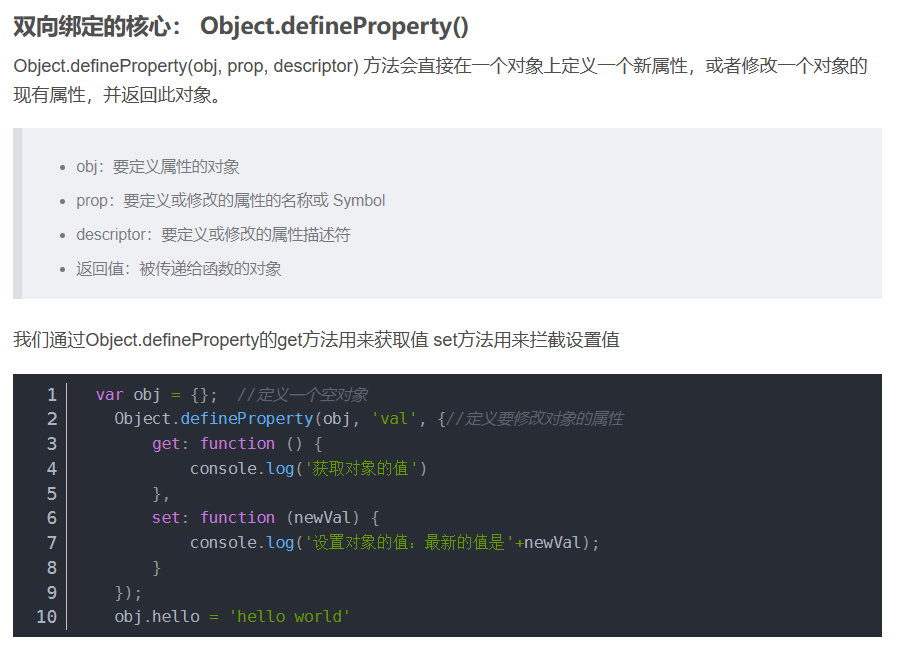 双向绑定的核心： Object.defineProperty()
Object.defineProperty(obj, prop, descriptor) 方法会直接在一个对象上定义一个新属性，或者修改一个对象的
现有属性，并返回此对象。
• obj：要定义属性的对象
• prop：要定义或修改的属性的名称或 Symbol
• descriptor：要定义或修改的属性描述符
• 返回值：被传递给函数的对象
我们通过Object.defineProperty的get方法用来获取值 set方法用来拦截设置值
1 var obj = {}; //定义一个空对象
2 Object.defineProperty(obj, 'val', {//定义要修改对象的属性
3 get: function () {
4 console.log('获取对象的值')
5 },
6 set: function (newVal) {
7 console.log('设置对象的值：最新的值是'+newVal);
8 }
9 });
10 obj.hello = 'hello world'